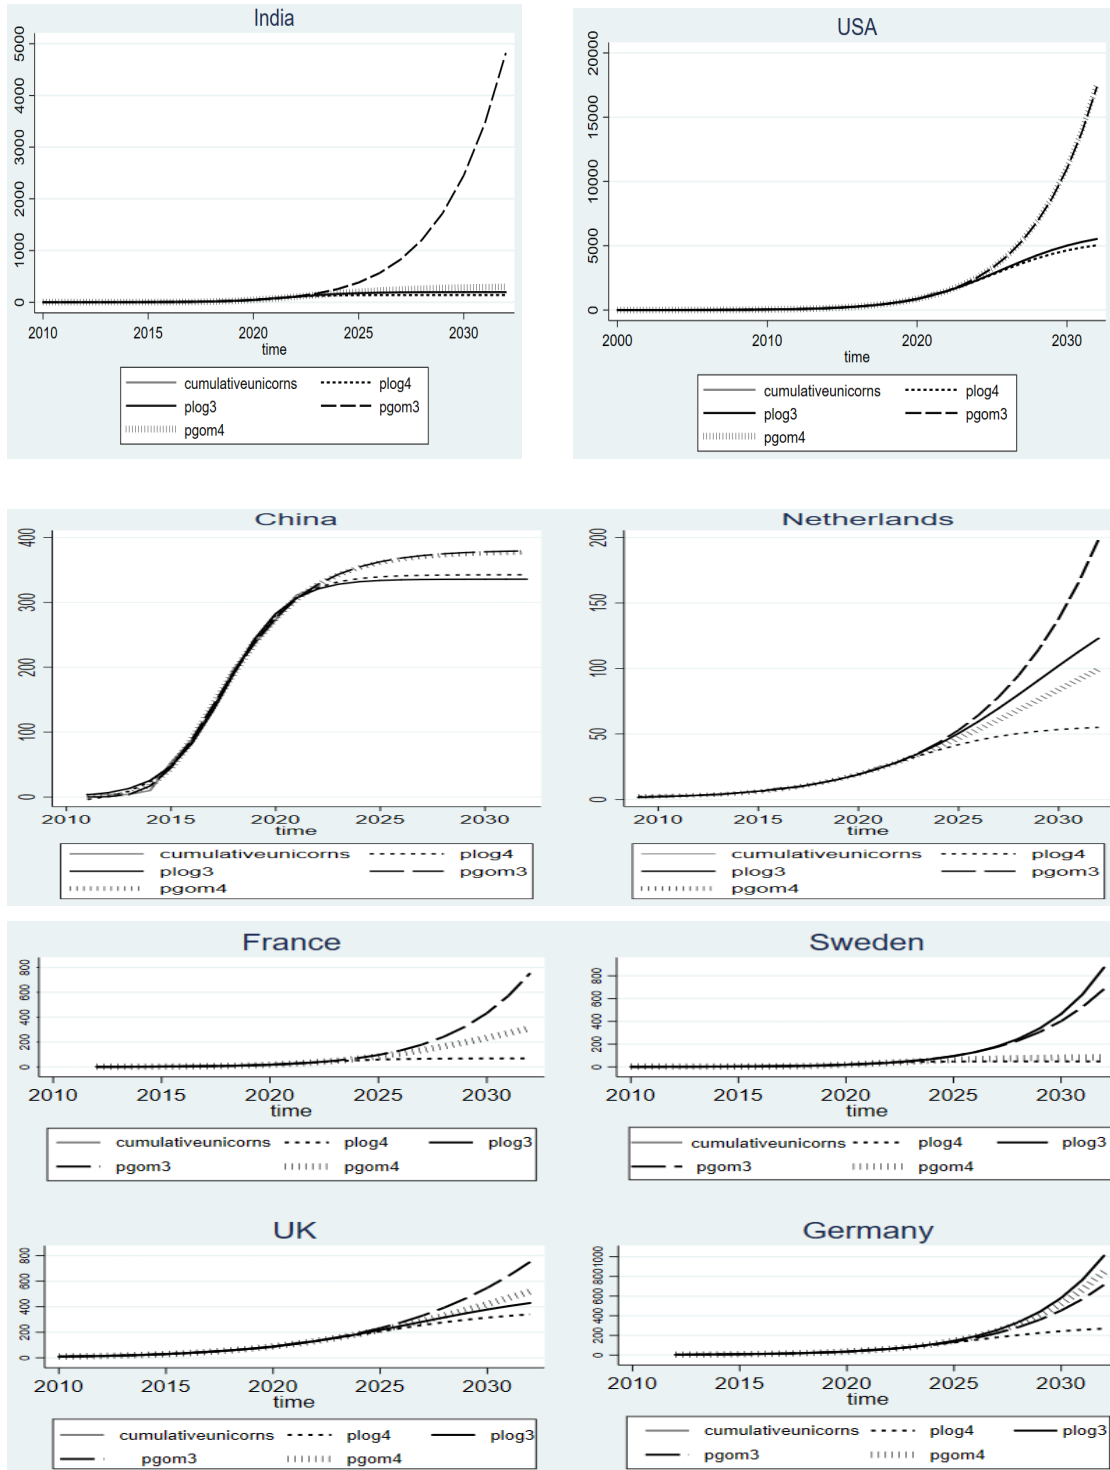 India
USA
5000
4000
3000
2000
1000
0
2010 2015 2020 2025 2030
time
cumulativeunicorns plog4
plog3 pgom3
pgom4
20000
15000
10000
5000
0
2000 2010 2020 2030
time
cumulativeunicorns plog4
plog3 pgom3
pgom4
China
Netherlands
400
300
200
100
0
2010 2015 2020 2025 2030
time
cumulativeunicorns plog4
plog3 pgom3
pgom4
200
150
100
50
0
2010 2015 2020 2025 2030
time
cumulativeunicorns plog4
plog3 pgom3
pgom4
France
Sweden
800
600
400
200
0
2010 2015 2020 2025 2030
time
cumulativeunicorns plog4 plog3
pgom3 pgom4
800
600
400
200
0
2010 2015 2020 2025 2030
time
cumulativeunicorns plog4 plog3
pgom3 pgom4
UK
Germany
800
600
400
200
0
2010 2015 2020 2025 2030
time
cumulativeunicorns plog4 plog3
pgom3 pgom4
1000
800
600
400
200
0
2010 2015 2020 2025 2030
time
cumulativeunicorns plog4 plog3
pgom3 pgom4